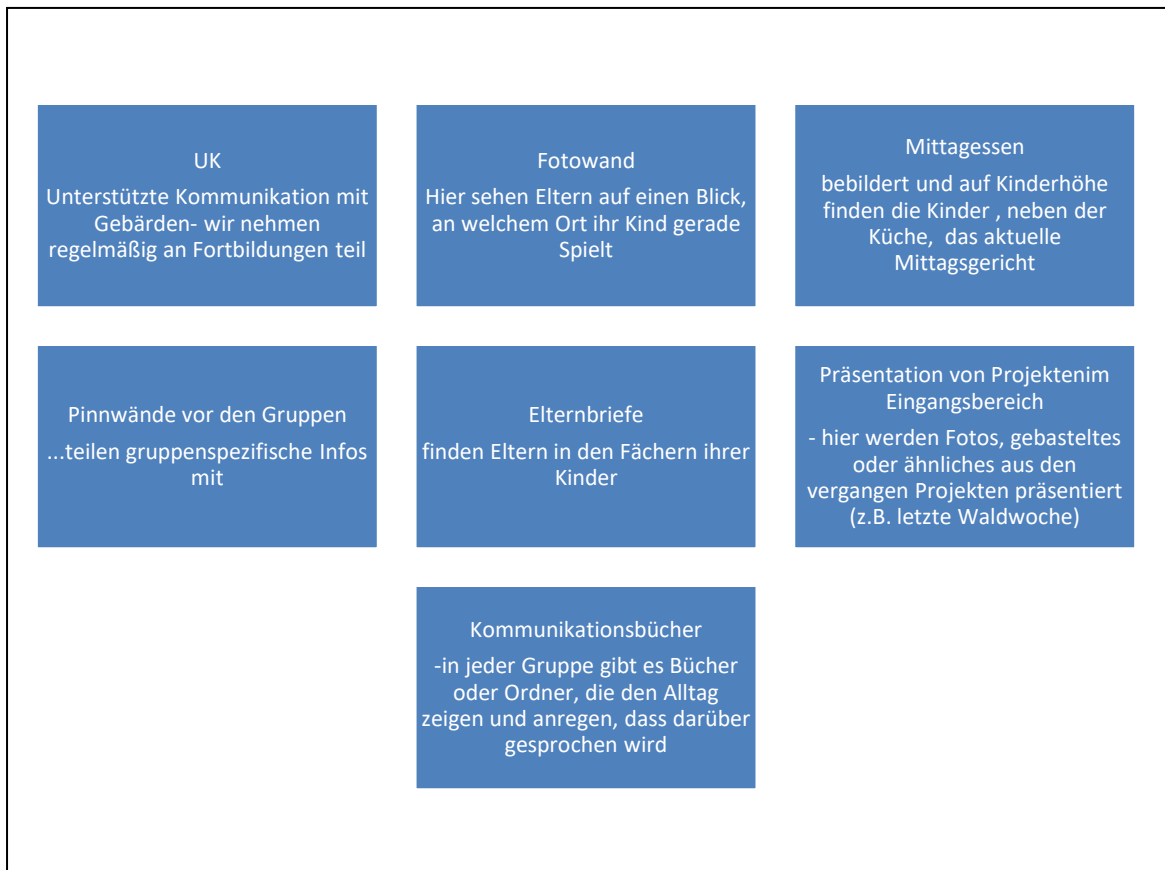 UK
Unterstützte Kommunikation mit
Gebärden- wir nehmen
regelmäßig an Fortbildungen teil
Fotowand
Hier sehen Eltern auf einen Blick,
an welchem Ort ihr Kind gerade
Spielt
Mittagessen
bebildert und auf Kinderhöhe
finden die Kinder , neben der
Küche, das aktuelle
Mittagsgericht
Pinnwände vor den Gruppen
...teilen gruppenspezifische Infos
mit
Elternbriefe
finden Eltern in den Fächern ihrer
Kinder
Präsentation von Projektenim
Eingangsbereich
- hier werden Fotos, gebasteltes
oder ähnliches aus den
vergangen Projekten präsentiert
(z.B. letzte Waldwoche)
Kommunikationsbücher
-in jeder Gruppe gibt es Bücher
oder Ordner, die den Alltag
zeigen und anregen, dass darüber
gesprochen wird